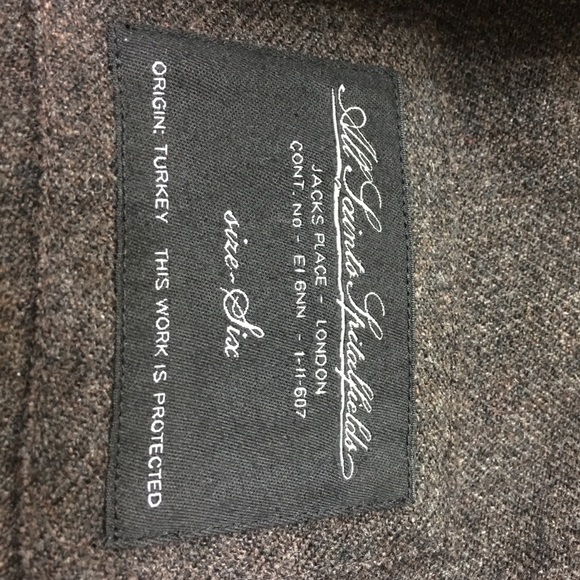 All Saints Spitalfields
JACKS PLACE - LONDON
CONT. NO - E1 6NN - 1-11-607
size~Six
ORIGIN: TURKEY THIS WORK IS PROTECTED